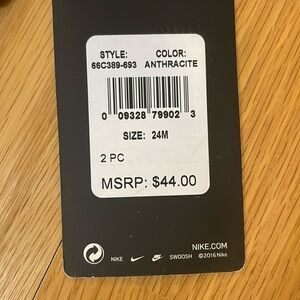 STYLE: COLOR:
66C389-693 ANTHRACITE
0 09328 79902 3
SIZE: 24M
2 PC
MSRP: $44.00
NIKE.COM
NIKE SWOOSH ©2016 Nike